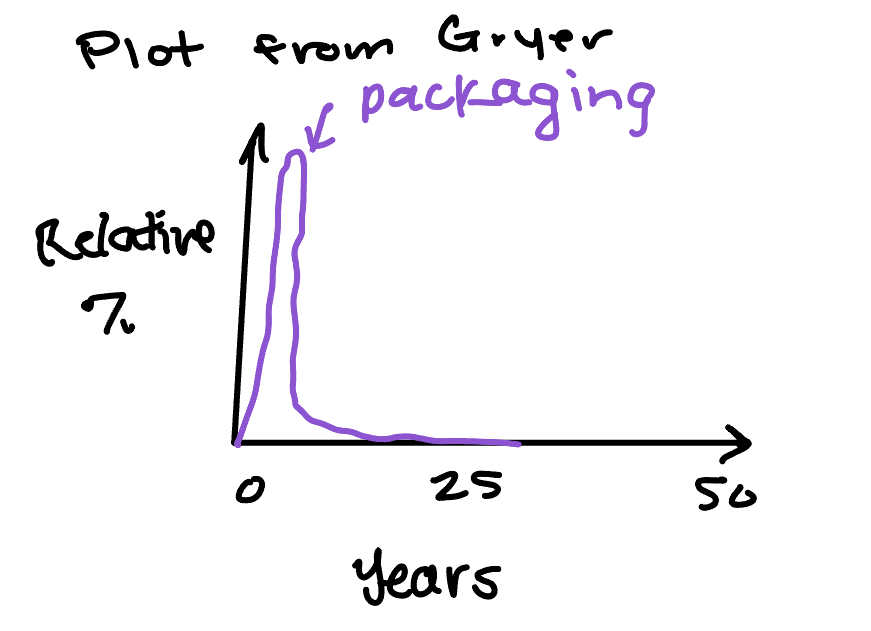 Plot from Geyer
packaging
Relative
%
0 25 50
years